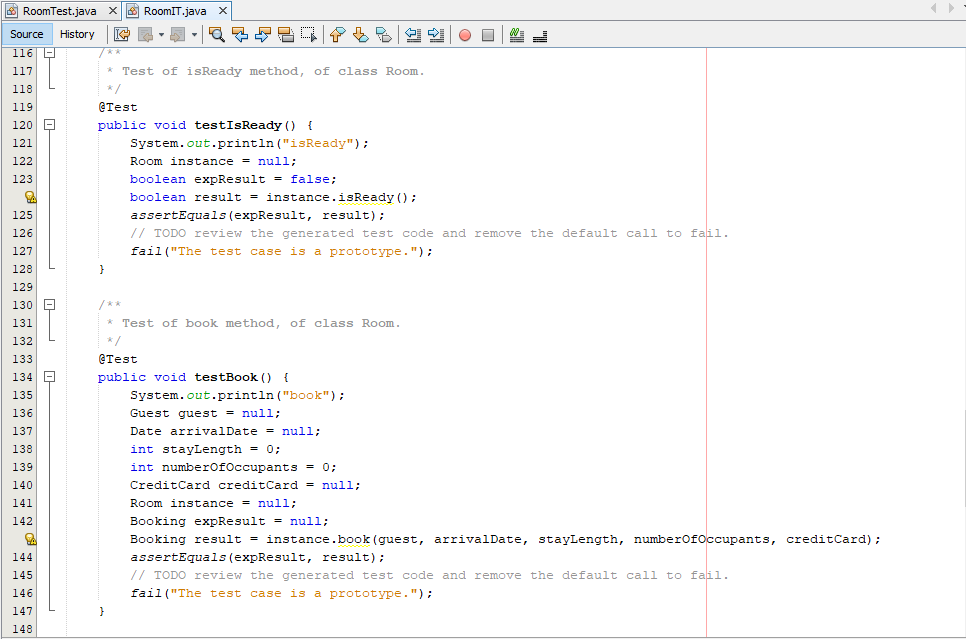 RoomTest.java RoomIT.java
Source History
116 /**
117 * Test of isReady method, of class Room.
118 */
119 @Test
120 public void testIsReady() {
121 System.out.println("isReady");
122 Room instance = null;
123 boolean expResult = false;
boolean result = instance.isReady();
125 assertEquals(expResult, result);
126 // TODO review the generated test code and remove the default call to fail.
127 fail("The test case is a prototype.");
128 }
129
130 /**
131 * Test of book method, of class Room.
132 */
133 @Test
134 public void testBook() {
135 System.out.println("book");
136 Guest guest = null;
137 Date arrivalDate = null;
138 int stayLength = 0;
139 int numberOfOccupants = 0;
140 CreditCard creditCard = null;
141 Room instance = null;
142 Booking expResult = null;
Booking result = instance.book(guest, arrivalDate, stayLength, numberOfOccupants, creditCard);
144 assertEquals(expResult, result);
145 // TODO review the generated test code and remove the default call to fail.
146 fail("The test case is a prototype.");
147 }
148